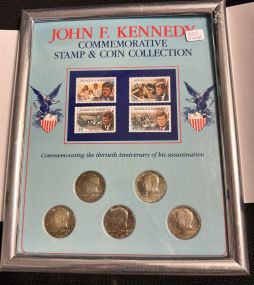 JOHN F. KENNEDY
COMMEMORATIVE
STAMP & COIN COLLECTION
Commemorating the thirtieth Anniversary of his assassination